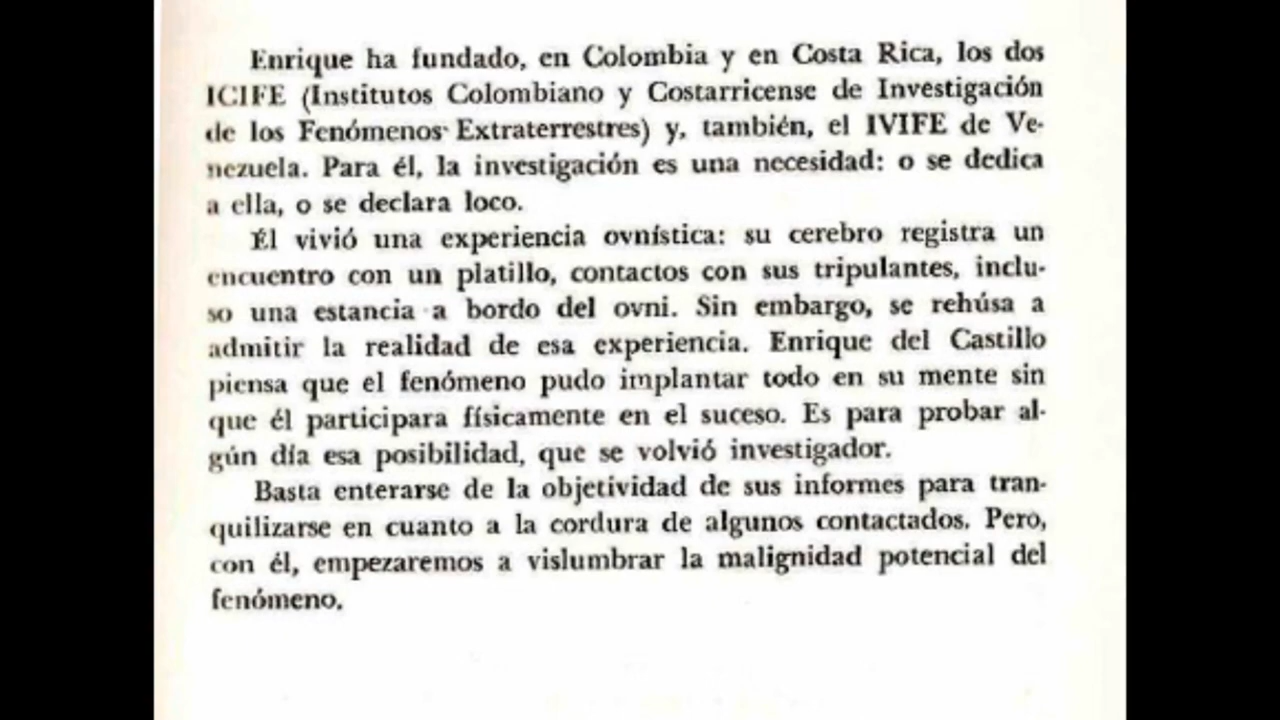 Enrique ha fundado, en Colombia y en Costa Rica, los dos
ICIFE (Institutos Colombiano y Costarricense de Investigación
de los Fenómenos Extraterrestres) y, también, el IVIFE de Ve-
nezuela. Para él, la investigación es una necesidad: o se dedica
a ella, o se declara loco.
Él vivió una experiencia ovnística: su cerebro registra un
encuentro con un platillo, contactos con sus tripulantes, inclu-
so una estancia a bordo del ovni. Sin embargo, se rehúsa a
admitir la realidad de esa experiencia. Enrique del Castillo
piensa que el fenómeno pudo implantar todo en su mente sin
que él participara físicamente en el suceso. Es para probar al-
gún día esa posibilidad, que se volvió investigador.
Basta enterarse de la objetividad de sus informes para tran-
quilizarse en cuanto a la cordura de algunos contactados. Pero,
con él, empezaremos a vislumbrar la malignidad potencial del
fenómeno.